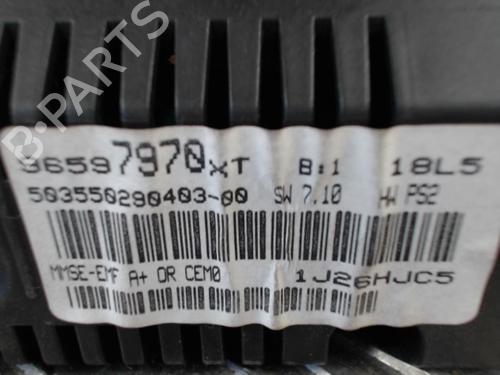 B-PARTS
96597970XT B:1 18L5
503550290403-00 SW 7.10 HW PS2
MMSE-EMF A+ OR CEM0 1J26HJC5